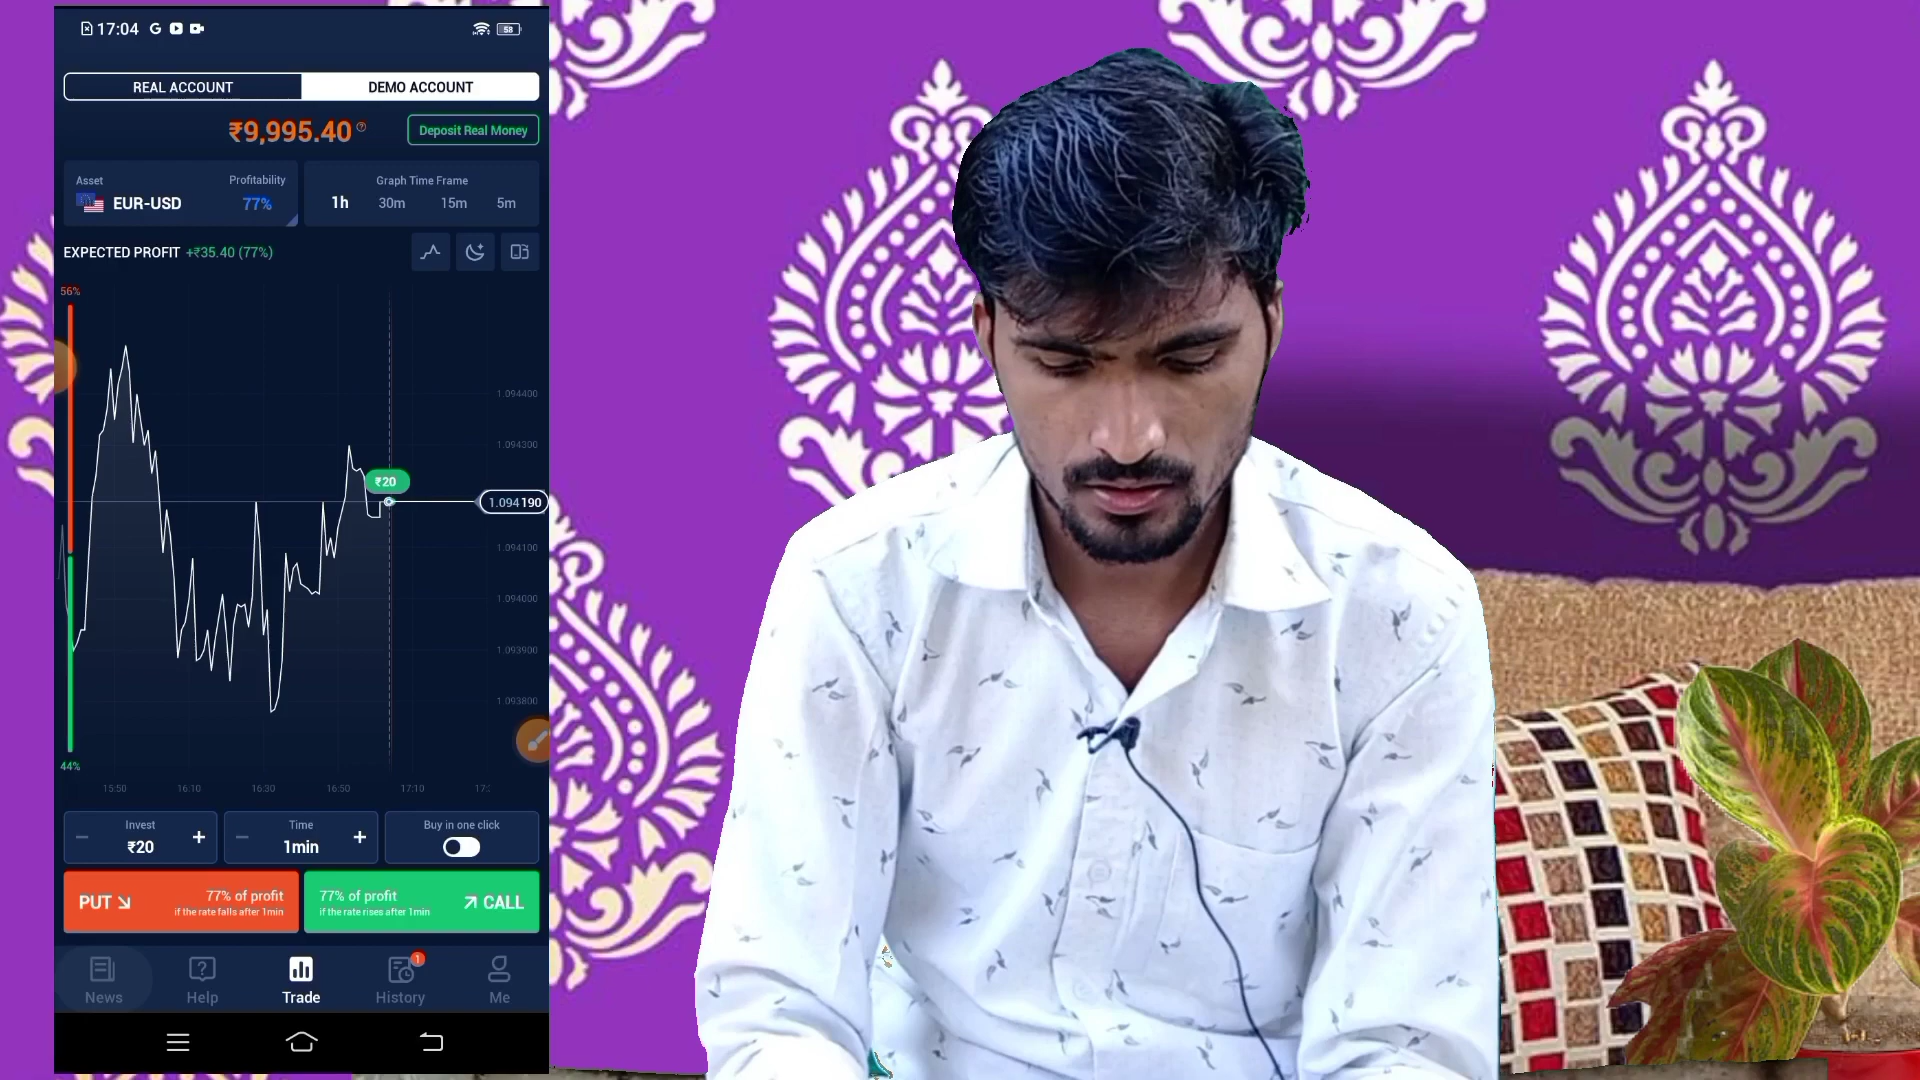 17:04
58
REAL ACCOUNT DEMO ACCOUNT
₹9,995.40
Deposit Real Money
Asset Profitability
EUR-USD 77%
Graph Time Frame
1h 30m 15m 5m
EXPECTED PROFIT +₹35.40 (77%)
56%
1.094400
1.094300
₹20
1.094190
1.094100
1.094000
1.093900
1.093800
44%
15:50 16:10 16:30 16:50 17:10
Invest
₹20
Time
1min
Buy in one click
PUT
77% of profit
if the rate falls after 1min
77% of profit
if the rate rises after 1min
CALL
1
News Help Trade History Me